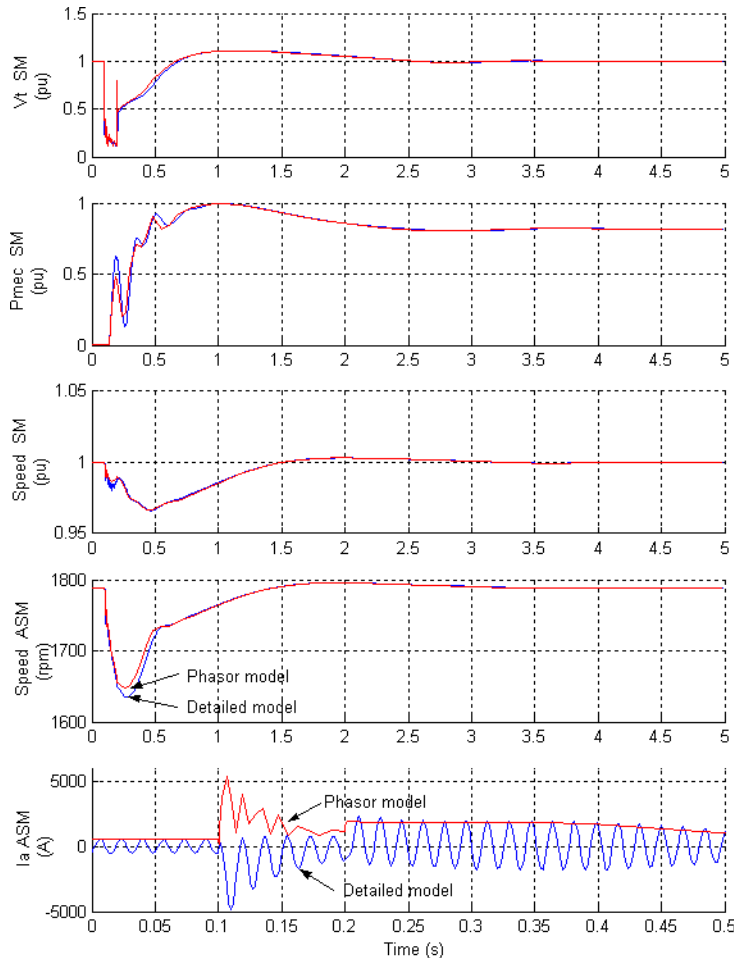 1.5
1
0.5
0
Vt SM
(pu)
0 0.5 1 1.5 2 2.5 3 3.5 4 4.5 5
1
0.5
0
Pmec SM
(pu)
0 0.5 1 1.5 2 2.5 3 3.5 4 4.5 5
1.05
1
0.95
Speed SM
(pu)
0 0.5 1 1.5 2 2.5 3 3.5 4 4.5 5
1800
1700
1600
Speed ASM
(rpm)
Phasor model
Detailed model
0 0.5 1 1.5 2 2.5 3 3.5 4 4.5 5
5000
0
-5000
Ia ASM
(A)
Phasor model
Detailed model
0 0.05 0.1 0.15 0.2 0.25 0.3 0.35 0.4 0.45 0.5
Time (s)